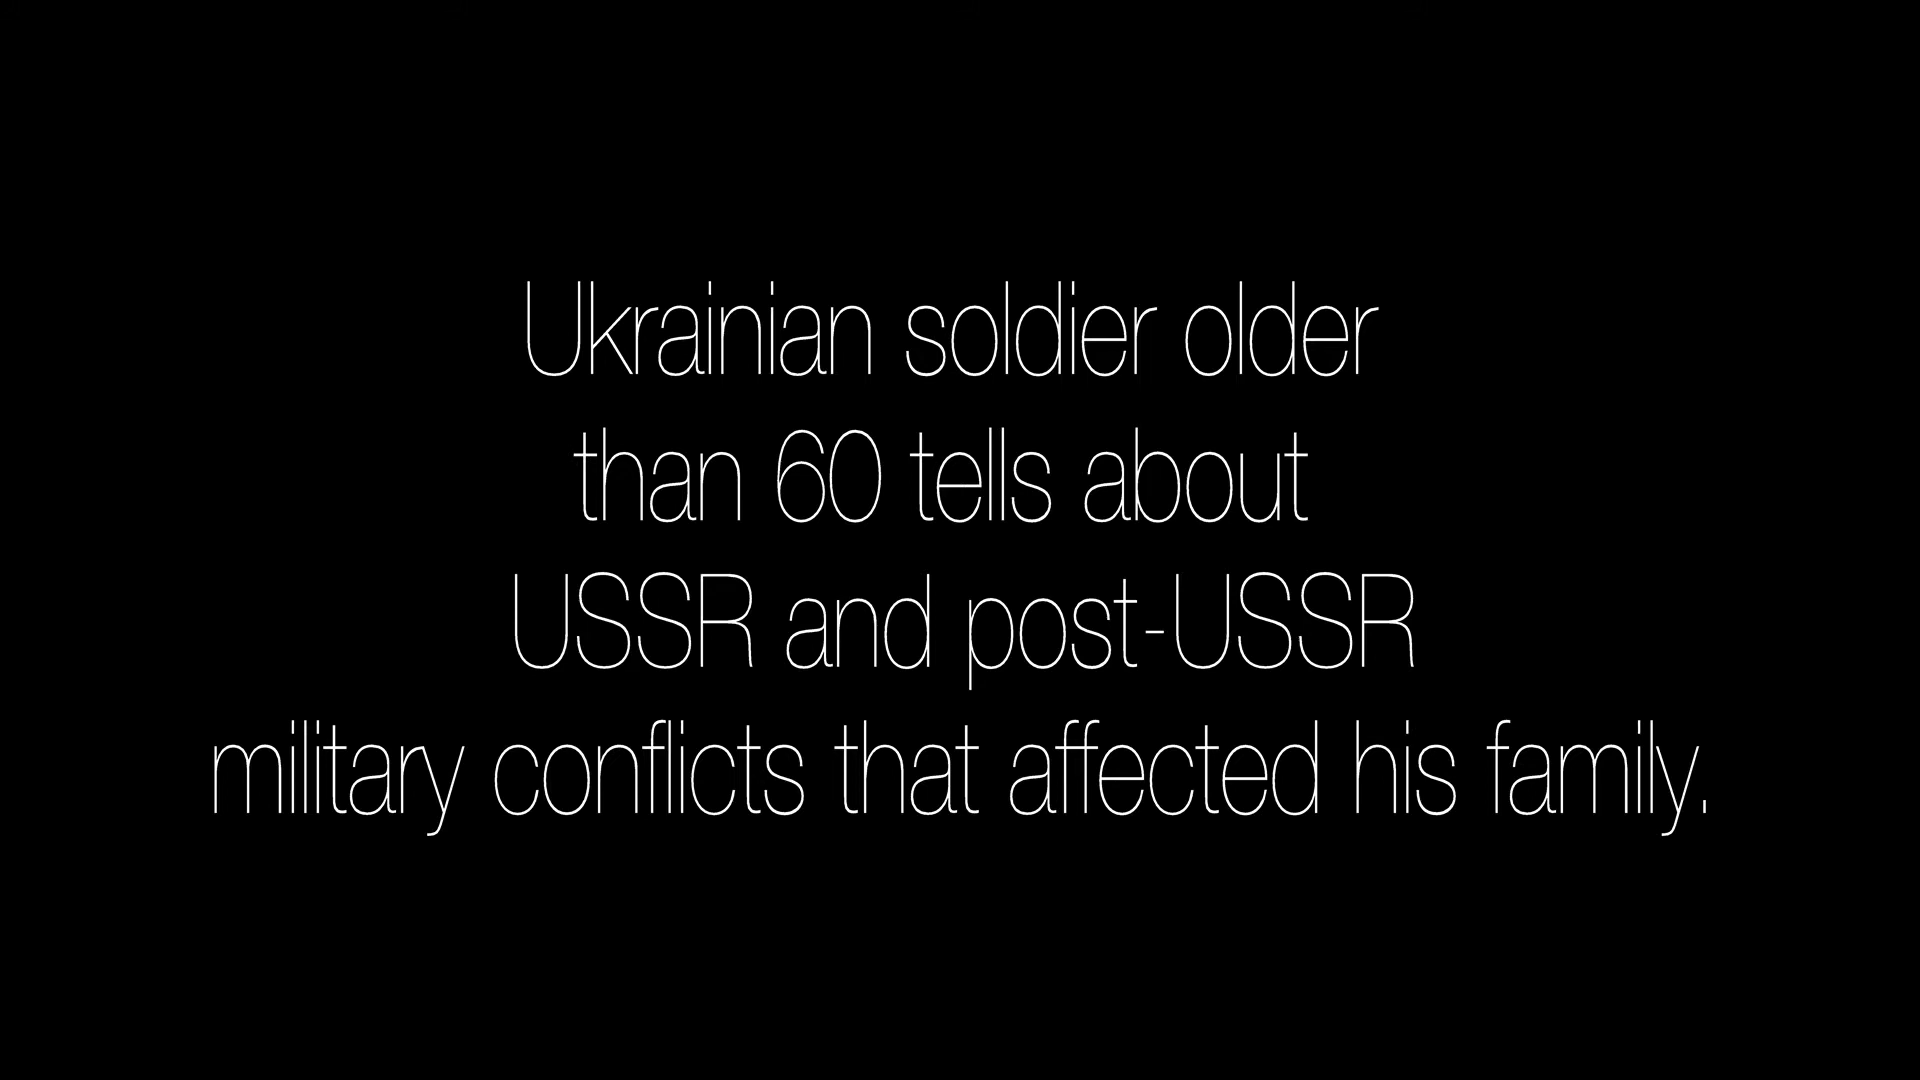 Ukrainian soldier older
than 60 tells about
USSR and post-USSR
military conflicts that affected his family.